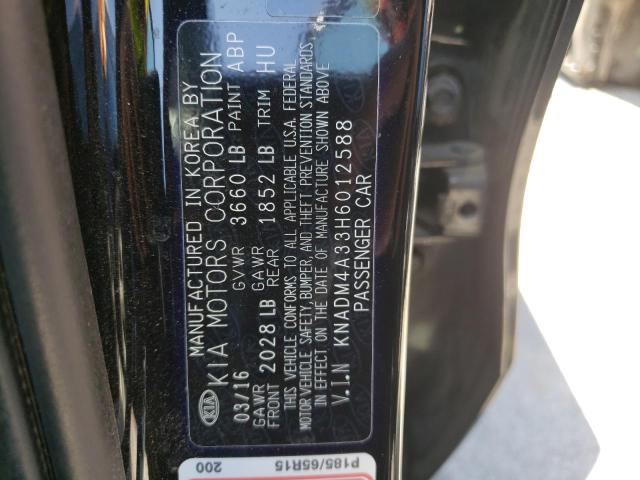 MANUFACTURED IN KOREA BY
KIA KIA MOTORS CORPORATION
03/16 GVWR 3660 LB PAINT ABP
GAWR FRONT 2028 LB GAWR REAR 1852 LB TRIM HU
THIS VEHICLE CONFORMS TO ALL APPLICABLE U.S.A. FEDERAL
MOTOR VEHICLE SAFETY, BUMPER, AND THEFT PREVENTION STANDARDS
IN EFFECT ON THE DATE OF MANUFACTURE SHOWN ABOVE
V.I.N KNADM4A33H6012588
PASSENGER CAR
P185/65R15
200